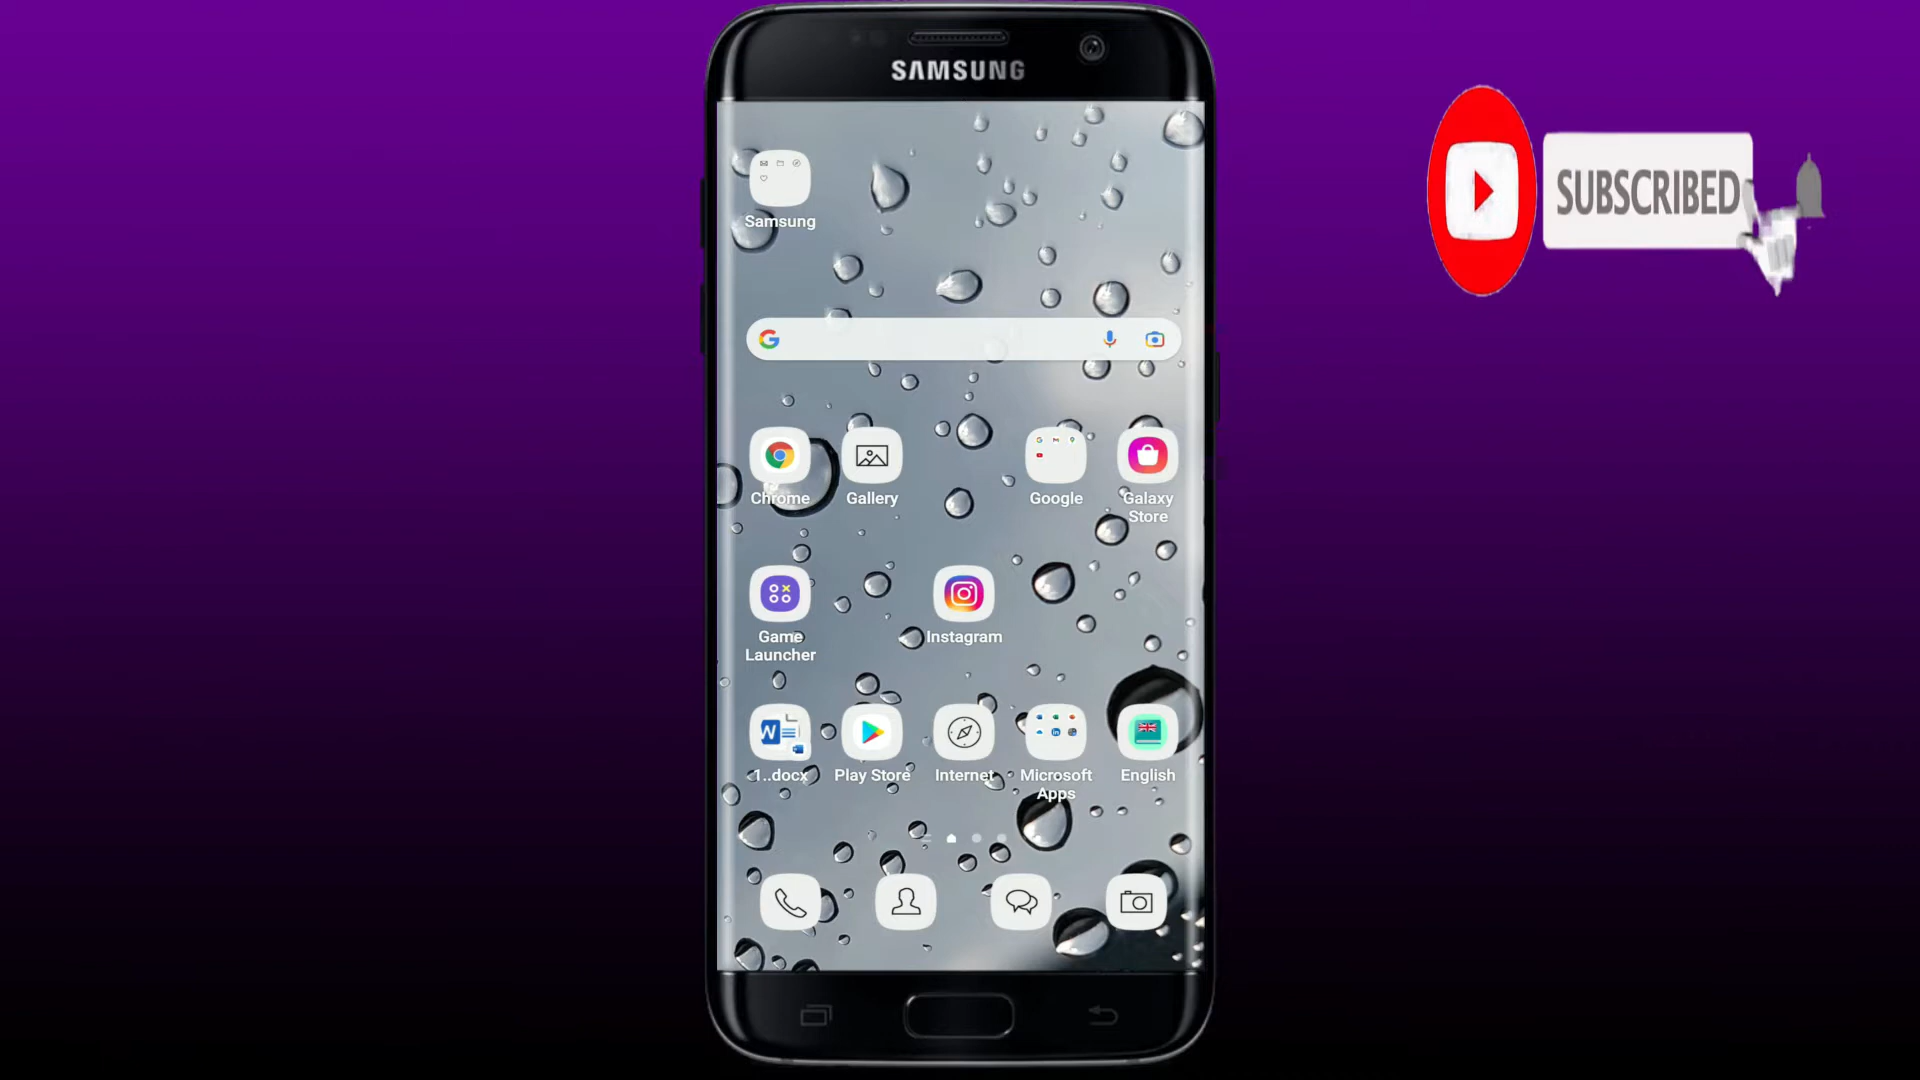 SAMSUNG
SUBSCRIBED
Samsung
Chrome
Gallery
Google
Galaxy
Store
Game
Launcher
Instagram
1..docx
Play Store
Internet
Microsoft
Apps
English